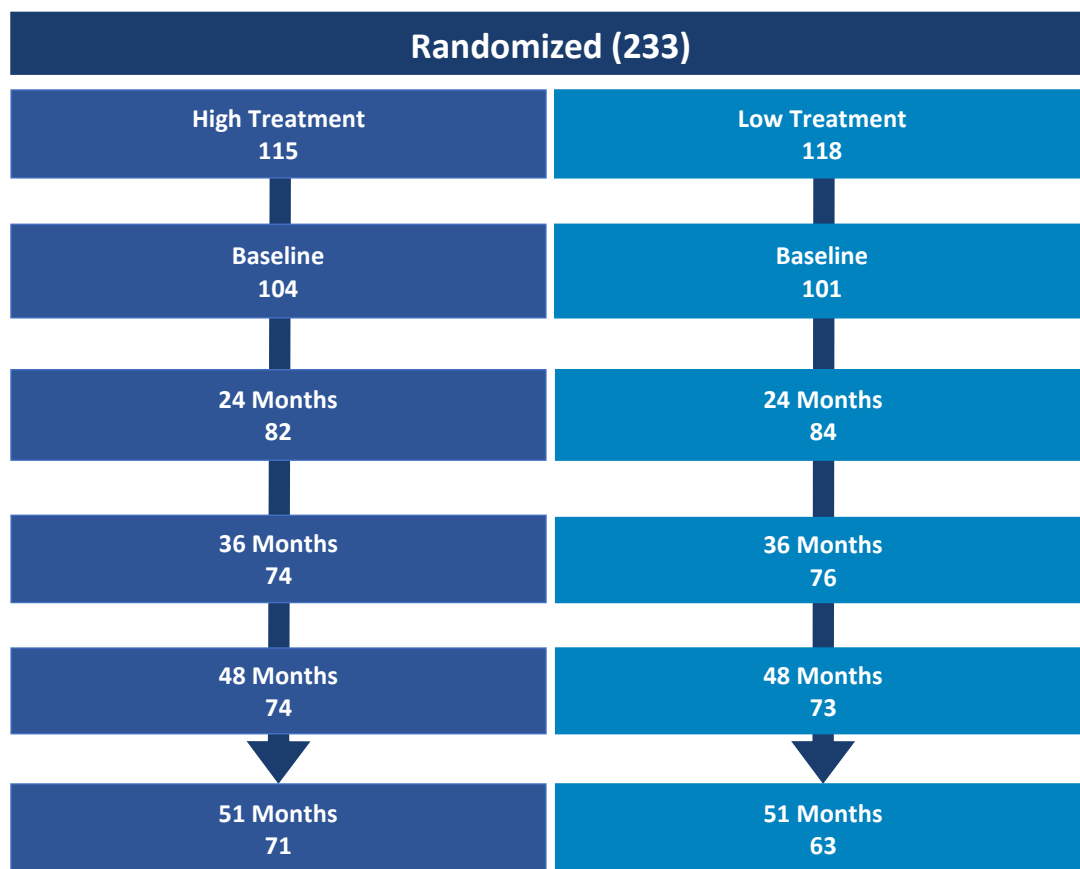 Randomized (233)
High Treatment
115
Low Treatment
118
Baseline
104
Baseline
101
24 Months
82
24 Months
84
36 Months
74
36 Months
76
48 Months
74
48 Months
73
51 Months
71
51 Months
63